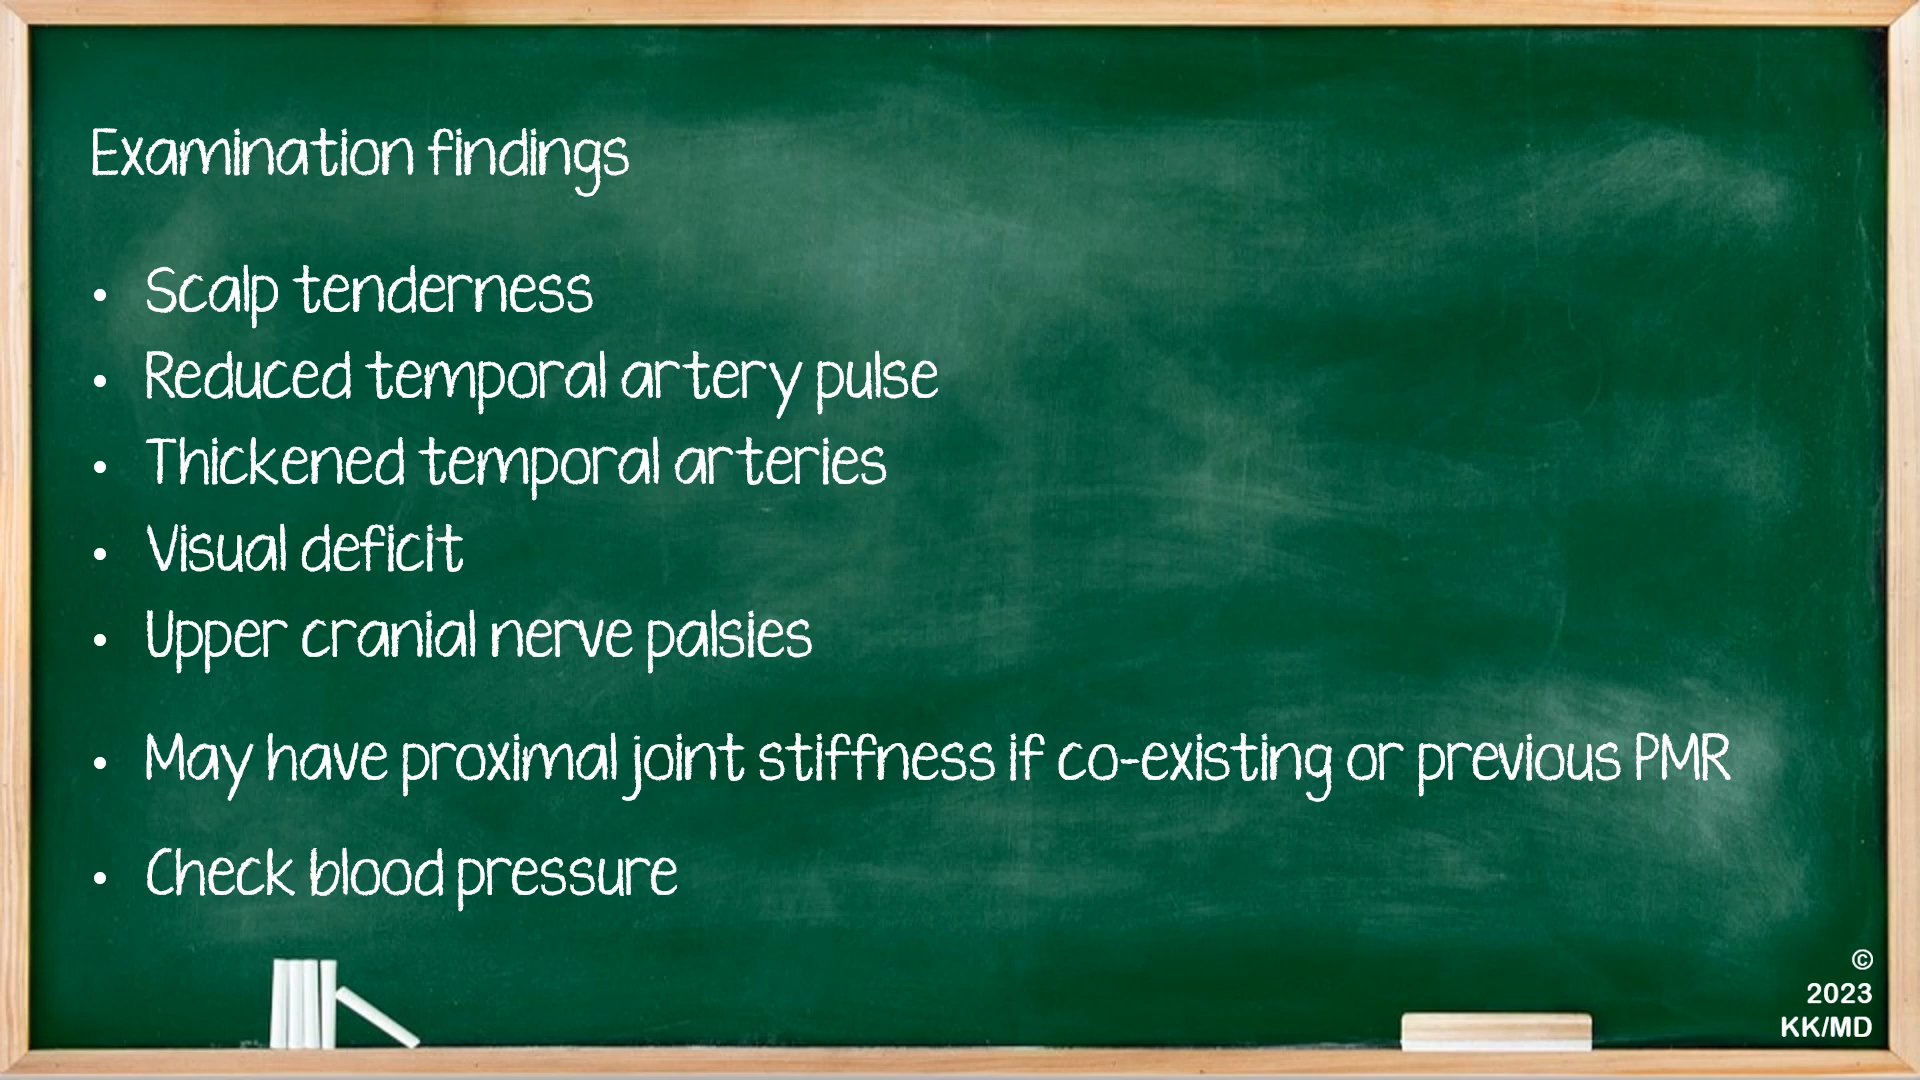 Examination findings
• Scalp tenderness
• Reduced temporal artery pulse
• Thickened temporal arteries
• Visual deficit
• Upper cranial nerve palsies
• May have proximal joint stiffness if co-existing or previous PMR
• Check blood pressure
©
2023
KK/MD